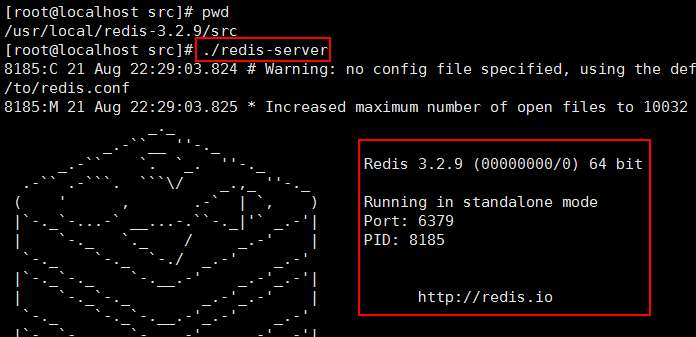 [root@localhost src]# pwd
/usr/local/redis-3.2.9/src
[root@localhost src]# ./redis-server
8185:C 21 Aug 22:29:03.824 # Warning: no config file specified, using the def
/to/redis.conf
8185:M 21 Aug 22:29:03.825 * Increased maximum number of open files to 10032
Redis 3.2.9 (00000000/0) 64 bit
Running in standalone mode
Port: 6379
PID: 8185
http://redis.io